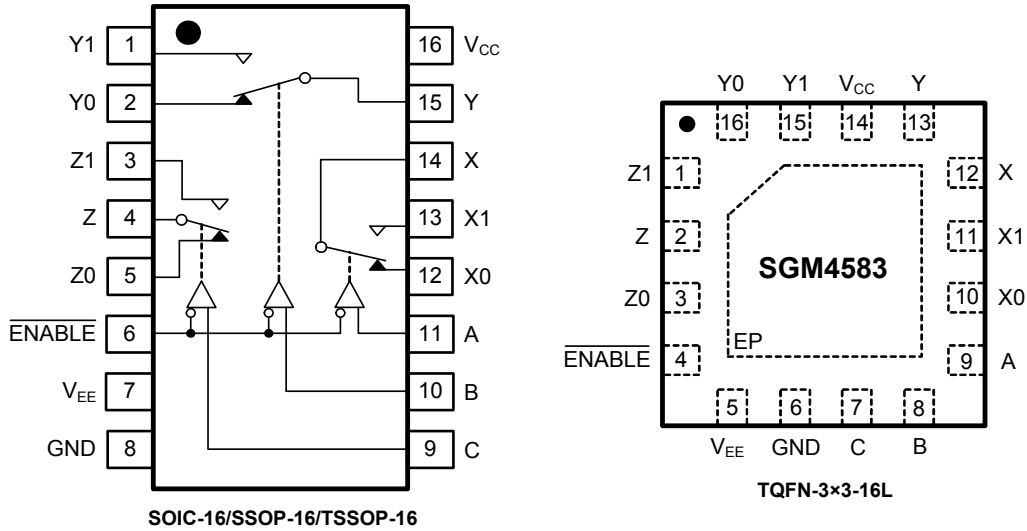 Y1 1 16 VCC
Y0 2 15 Y
Z1 3 14 X
Z 4 13 X1
Z0 5 12 X0
ENABLE 6 11 A
VEE 7 10 B
GND 8 9 C
SOIC-16/SSOP-16/TSSOP-16
Y0 Y1 VCC Y
16 15 14 13
Z1 1 12 X
Z 2 11 X1
SGM4583
Z0 3 10 X0
EP
ENABLE 4 9 A
5 6 7 8
VEE GND C B
TQFN-3×3-16L